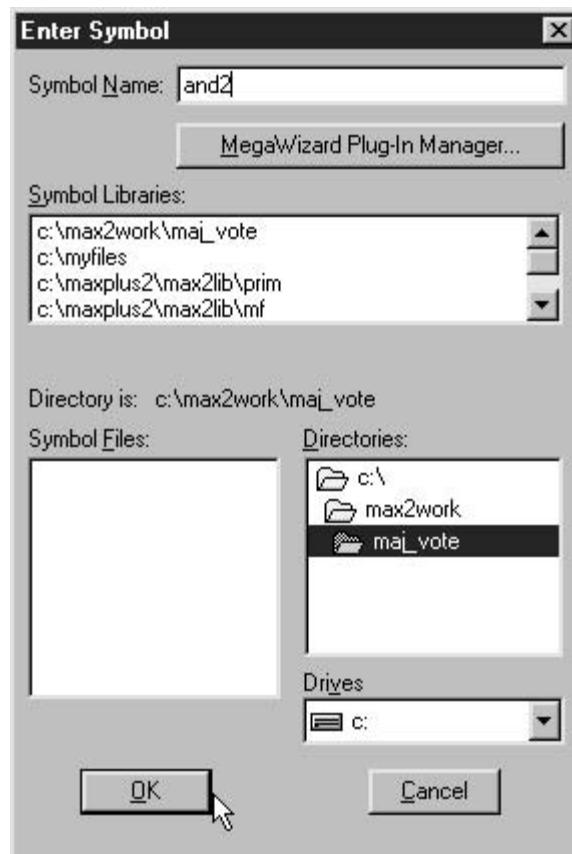 Enter Symbol
Symbol Name: and2
MegaWizard Plug-In Manager...
Symbol Libraries:
c:\max2work\maj_vote
c:\myfiles
c:\maxplus2\max2lib\prim
c:\maxplus2\max2lib\mf
Directory is: c:\max2work\maj_vote
Symbol Files: Directories:
c:\
max2work
maj_vote
Drives
c:
OK Cancel